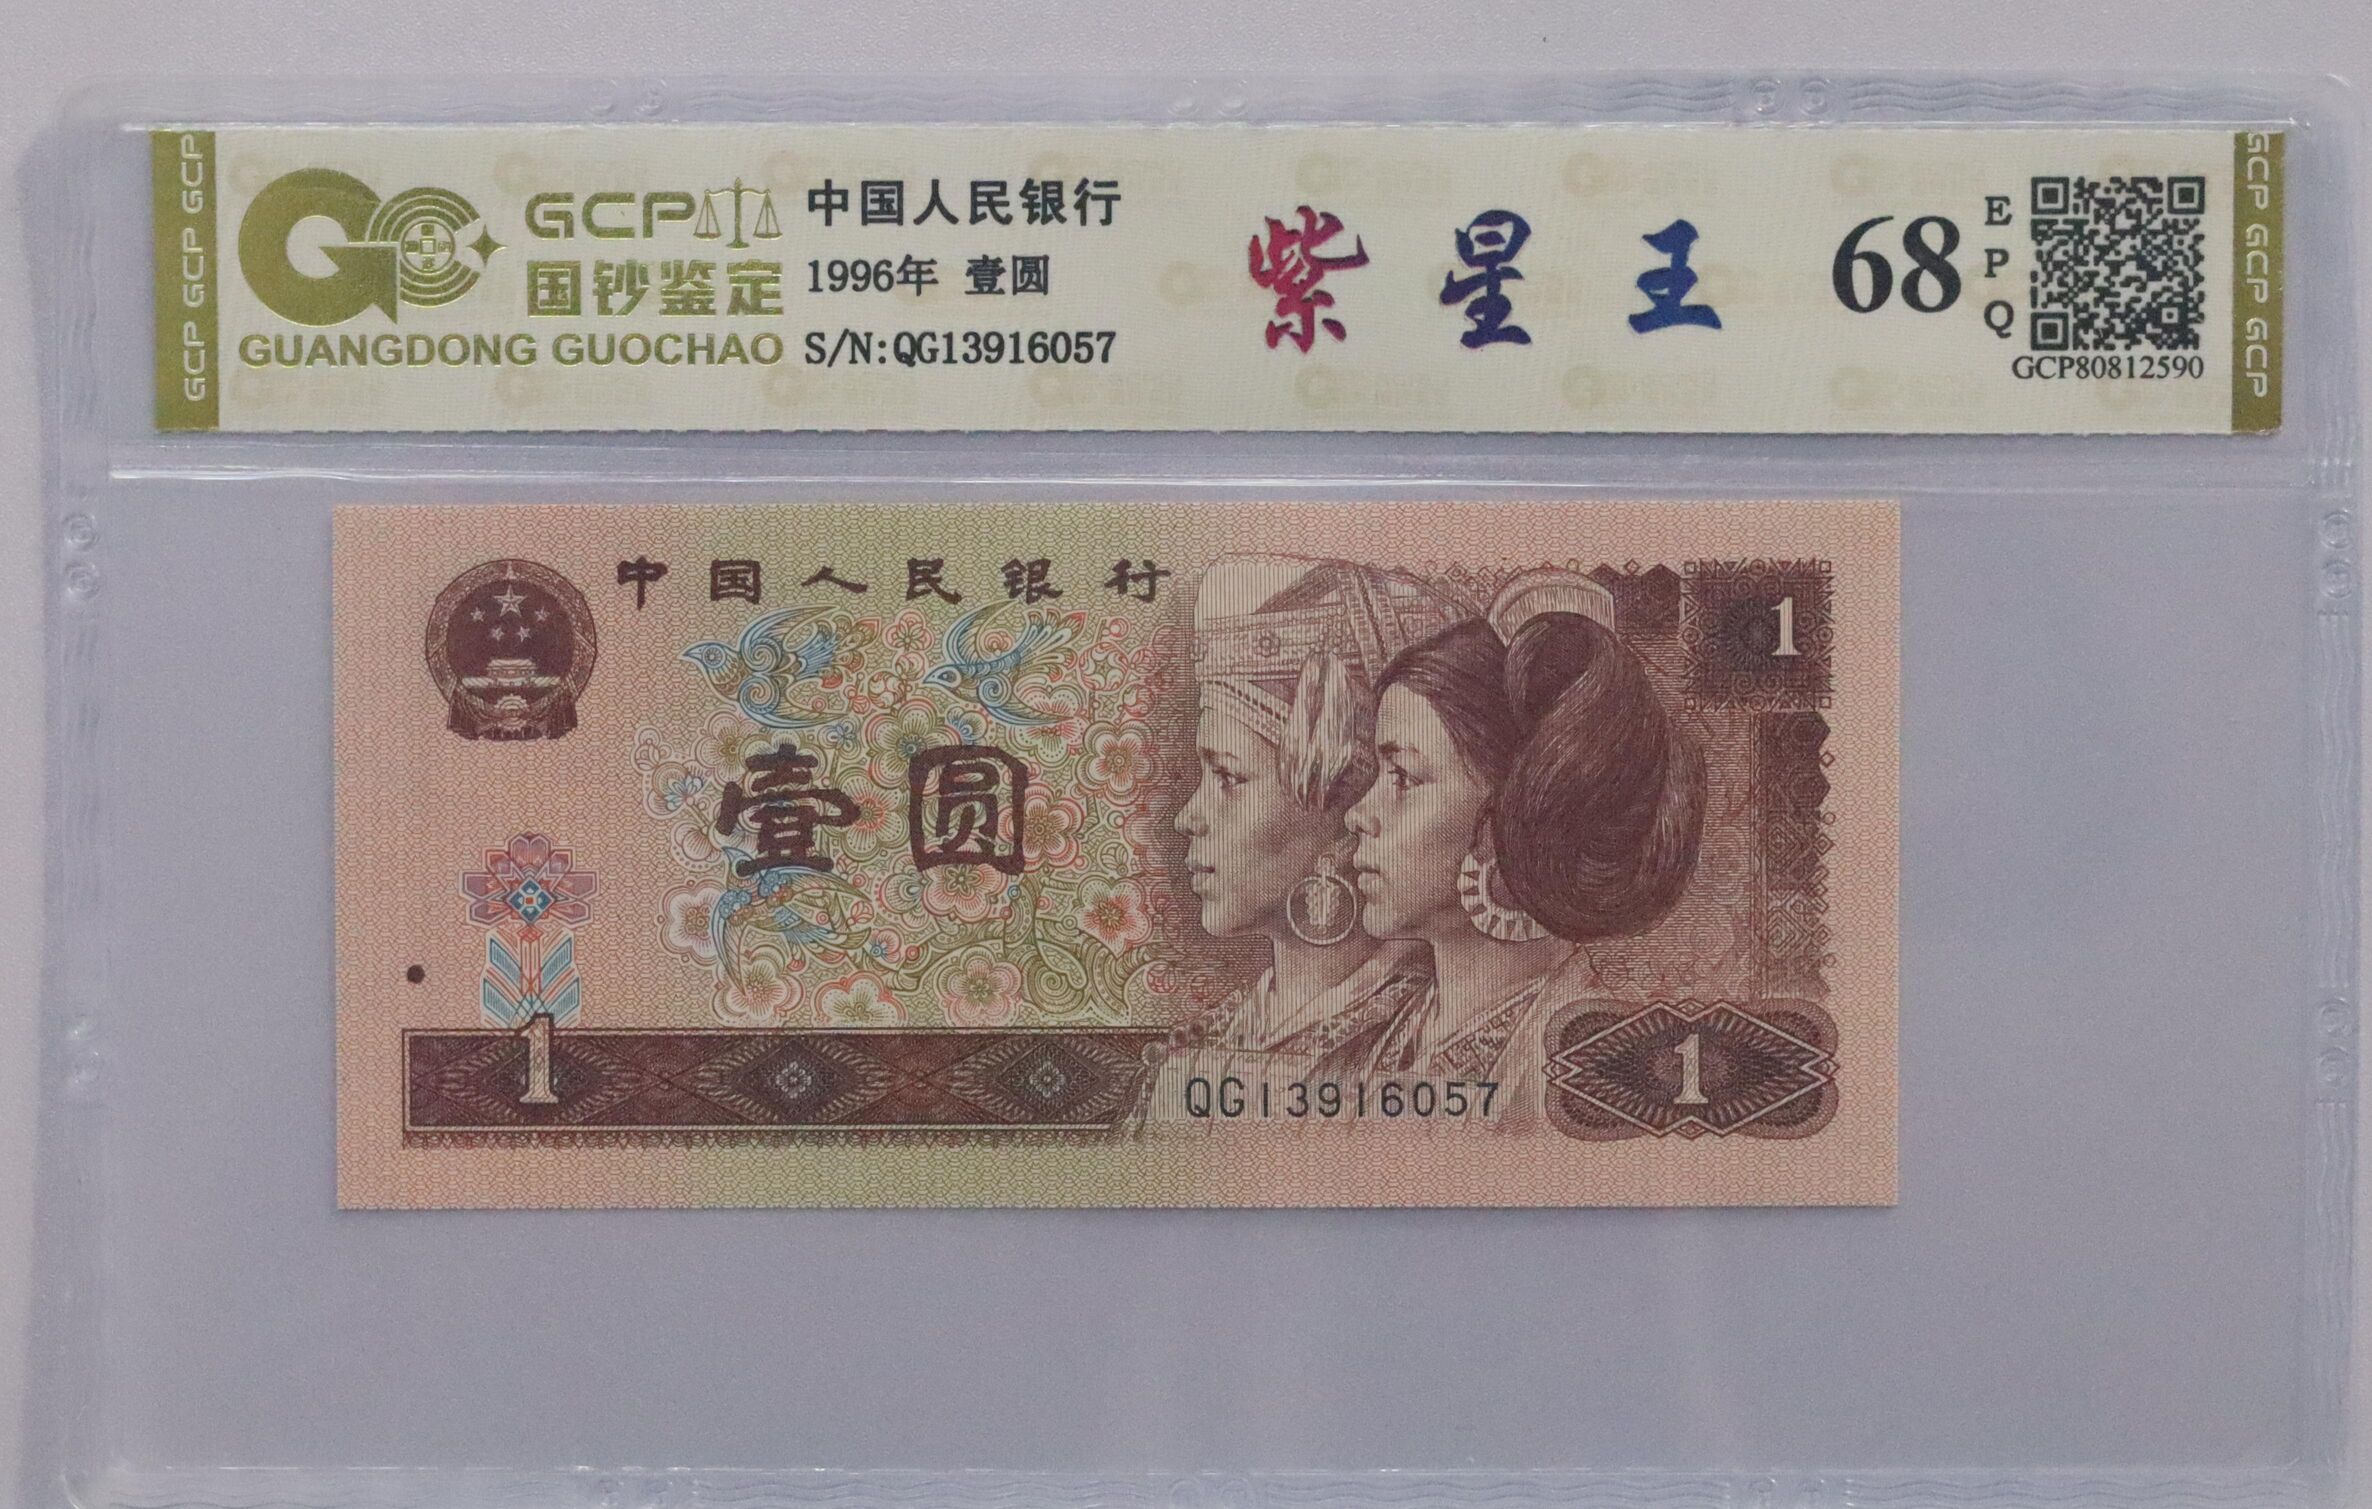 GCP GCP GCP
GCP
国钞鉴定
GUANGDONG GUOCHAO
中国人民银行
1996年 壹圆
S/N:QG13916057
紫星王
68
EPQ
GCP80812590
GCP GCP GCP
中国人民银行
1
壹圆
1
QG13916057
1